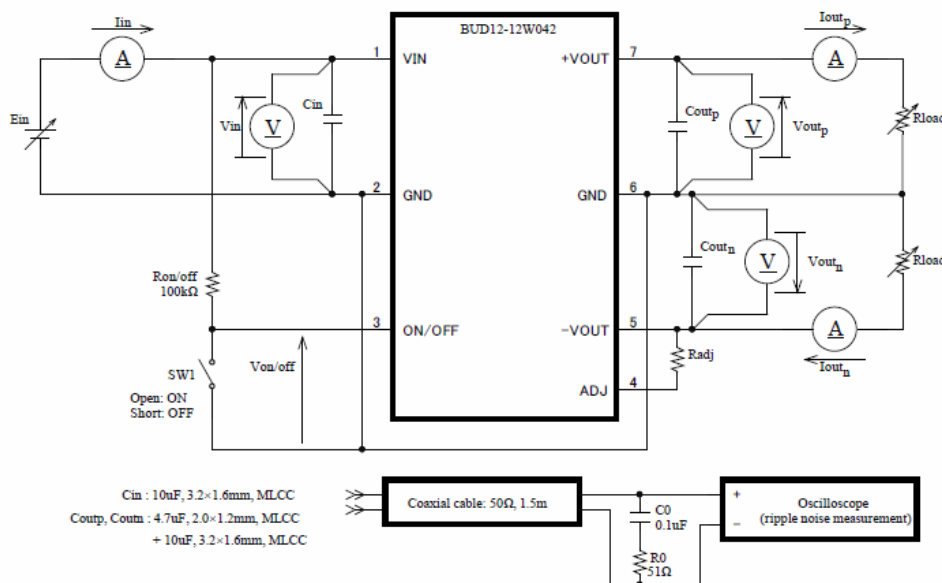 BUD12-12W042
Iin
A
Ein
Vin
V
Cin
1
VIN
2
GND
Ron/off
100kΩ
3
ON/OFF
SW1
Open: ON
Short: OFF
Von/off
+VOUT
7
Ioutp
A
Coutp
V
Voutp
Rload
GND
6
Coutn
V
Voutn
Rload
-VOUT
5
A
Ioutn
Radj
ADJ
4
Cin : 10uF, 3.2×1.6mm, MLCC
Coutp, Coutn : 4.7uF, 2.0×1.2mm, MLCC
+ 10uF, 3.2×1.6mm, MLCC
Coaxial cable: 50Ω, 1.5m
C0
0.1uF
R0
51Ω
+
Oscilloscope
(ripple noise measurement)
−